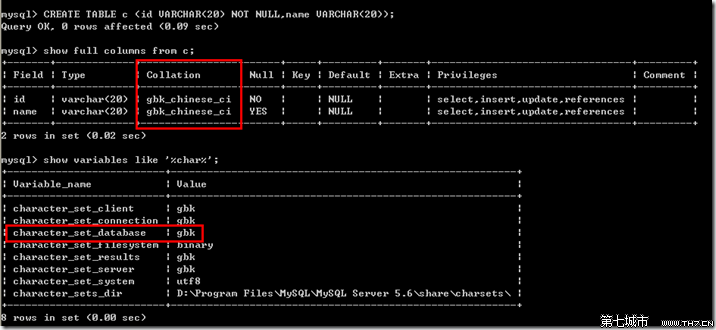 mysql> CREATE TABLE c (id VARCHAR(20) NOT NULL,name VARCHAR(20));
Query OK, 0 rows affected (0.09 sec)
mysql> show full columns from c;
| Field | Type | Collation | Null | Key | Default | Extra | Privileges | Comment |
| id | varchar(20) | gbk_chinese_ci | NO | | NULL | | select,insert,update,references | |
| name | varchar(20) | gbk_chinese_ci | YES | | NULL | | select,insert,update,references | |
2 rows in set (0.02 sec)
mysql> show variables like '%char%';
| Variable_name | Value |
| character_set_client | gbk |
| character_set_connection | gbk |
| character_set_database | gbk |
| character_set_filesystem | binary |
| character_set_results | gbk |
| character_set_server | gbk |
| character_set_system | utf8 |
| character_sets_dir | D:\Program Files\MySQL\MySQL Server 5.6\share\charsets\ |
8 rows in set (0.00 sec)
第七城市 www.TH7.CN